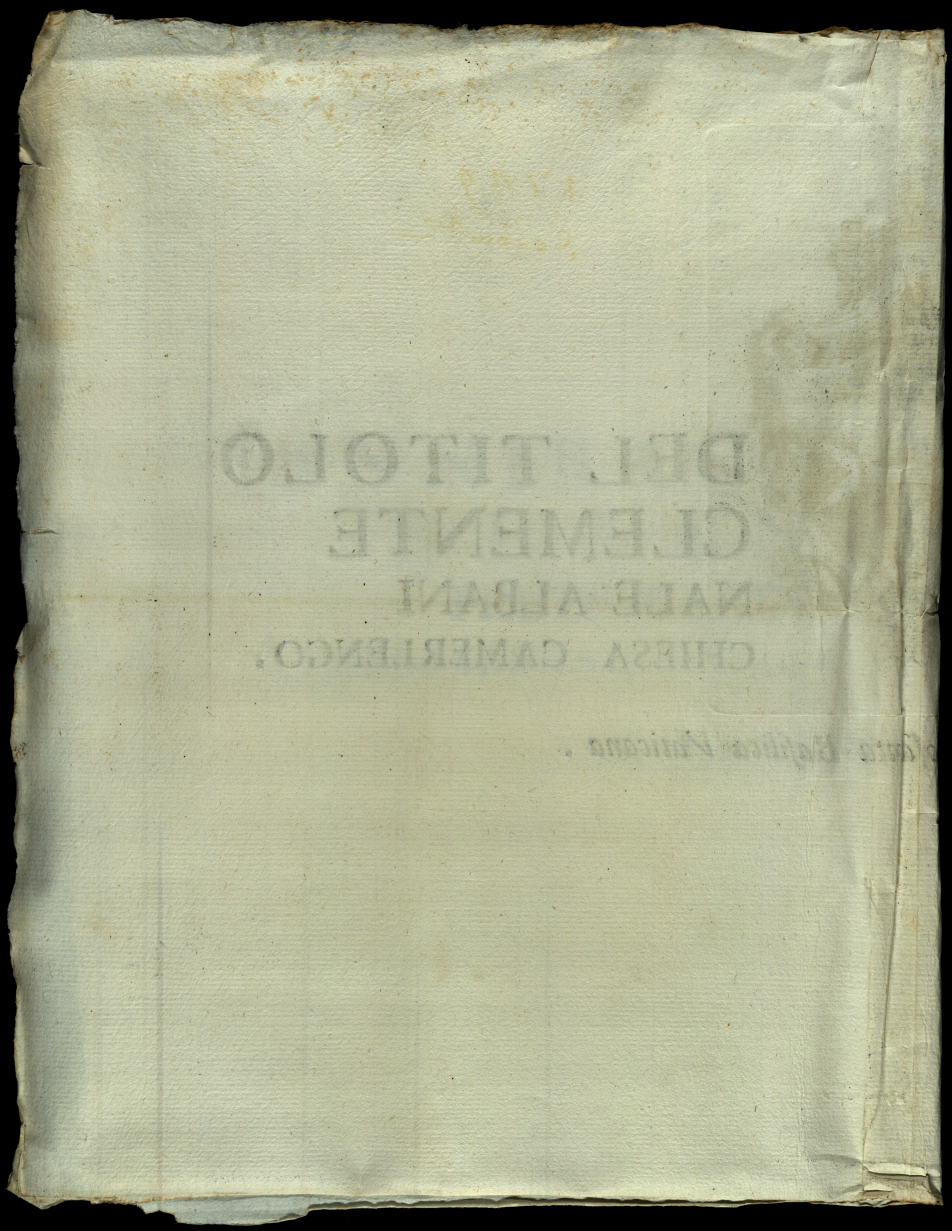 DEL TITOLO
CLEMENTE
NALE ALBANI
CHIESA CAMERLENGO.
Basilica Vaticana.